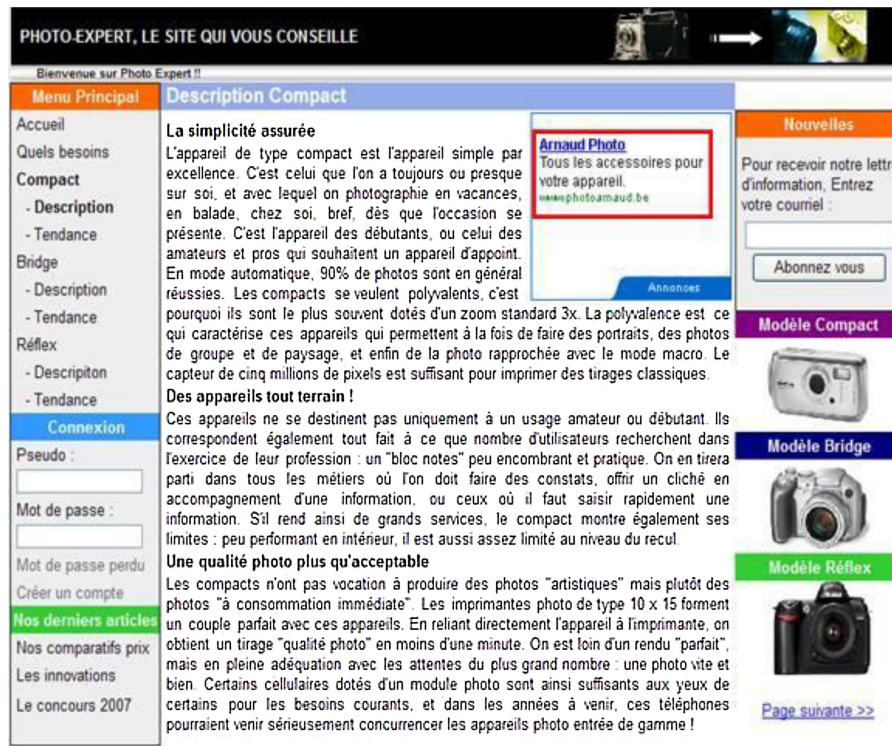 PHOTO-EXPERT, LE SITE QUI VOUS CONSEILLE
Bienvenue sur Photo Expert !!
Menu Principal
Accueil
Quels besoins
Compact
- Description
- Tendance
Bridge
- Description
- Tendance
Réflex
- Descripiton
- Tendance
Connexion
Pseudo :
Mot de passe :
Mot de passe perdu
Créer un compte
Nos derniers articles
Nos comparatifs prix
Les innovations
Le concours 2007
Description Compact
La simplicité assurée
L'appareil de type compact est l'appareil simple par
excellence. C'est celui que l'on a toujours ou presque
sur soi, et avec lequel on photographie en vacances,
en balade, chez soi, bref, dès que l'occasion se
présente. C'est l'appareil des débutants, ou celui des
amateurs et pros qui souhaitent un appareil d'appoint.
En mode automatique, 90% de photos sont en général
réussies. Les compacts se veulent polyvalents, c'est
pourquoi ils sont le plus souvent dotés d'un zoom standard 3x. La polyvalence est ce
qui caractérise ces appareils qui permettent à la fois de faire des portraits, des photos
de groupe et de paysage, et enfin de la photo rapprochée avec le mode macro. Le
capteur de cinq millions de pixels est suffisant pour imprimer des tirages classiques.
Des appareils tout terrain !
Ces appareils ne se destinent pas uniquement à un usage amateur ou débutant. Ils
correspondent également tout fait à ce que nombre d'utilisateurs recherchent dans
l'exercice de leur profession : un "bloc notes" peu encombrant et pratique. On en tirera
parti dans tous les métiers où l'on doit faire des constats, offrir un cliché en
accompagnement d'une information, ou ceux où il faut saisir rapidement une
information. S'il rend ainsi de grands services, le compact montre également ses
limites : peu performant en intérieur, il est aussi assez limité au niveau du recul.
Une qualité photo plus qu'acceptable
Les compacts n'ont pas vocation à produire des photos "artistiques" mais plutôt des
photos "à consommation immédiate". Les imprimantes photo de type 10 x 15 forment
un couple parfait avec ces appareils. En reliant directement l'appareil à l'imprimante, on
obtient un tirage "qualité photo" en moins d'une minute. On est loin d'un rendu "parfait",
mais en pleine adéquation avec les attentes du plus grand nombre : une photo vite et
bien. Certains cellulaires dotés d'un module photo sont ainsi suffisants aux yeux de
certains pour les besoins courants, et dans les années à venir, ces téléphones
pourraient venir sérieusement concurrencer les appareils photo entrée de gamme !
Arnaud Photo
Tous les accessoires pour
votre appareil.
www.photoarnaud.be
Annonces
Nouvelles
Pour recevoir notre lettr
d'information, Entrez
votre courriel :
Abonnez vous
Modèle Compact
Modèle Bridge
Modèle Réflex
Page suivante >>